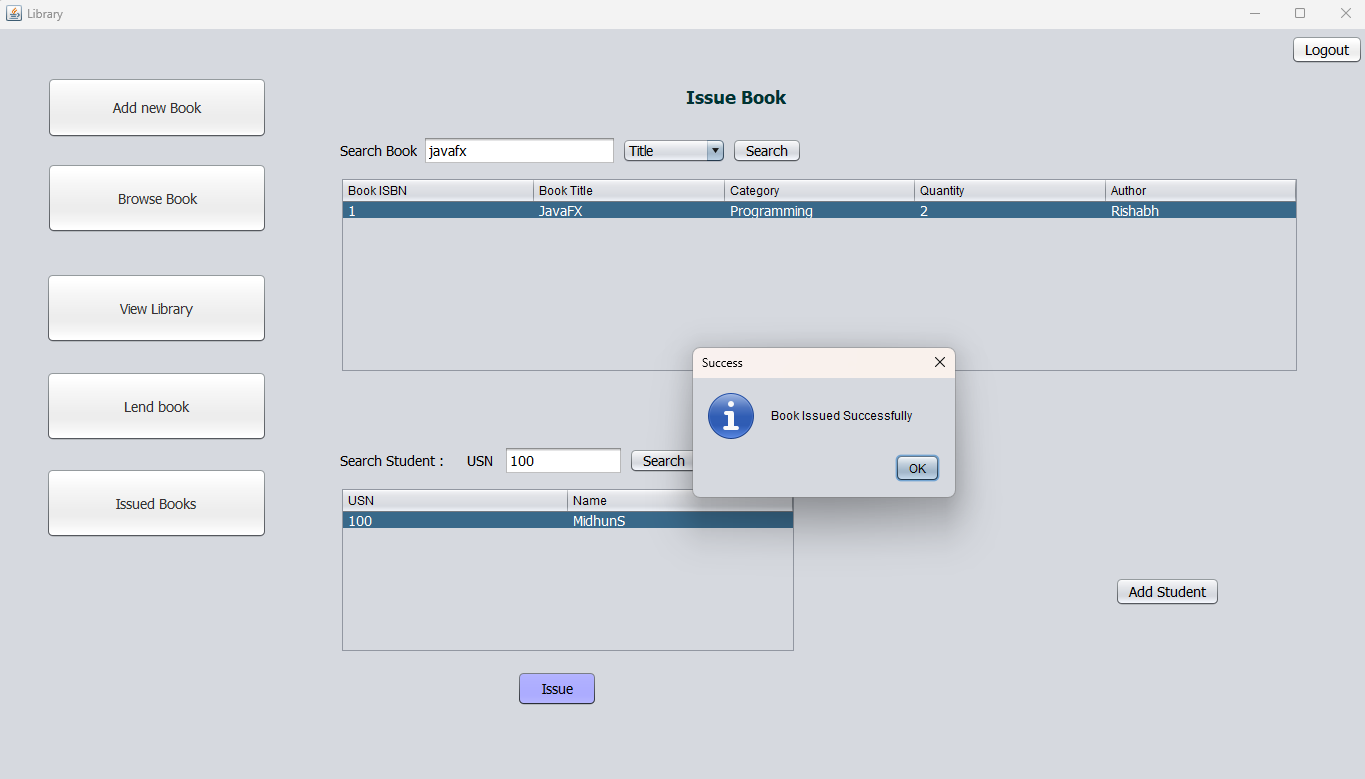 Library
Logout
Add new Book
Browse Book
View Library
Lend book
Issued Books
Issue Book
Search Book javafx Title Search
Book ISBN Book Title Category Quantity Author
1 JavaFX Programming 2 Rishabh
Success
Book Issued Successfully
OK
Search Student : USN 100 Search
USN Name
100 MidhunS
Add Student
Issue